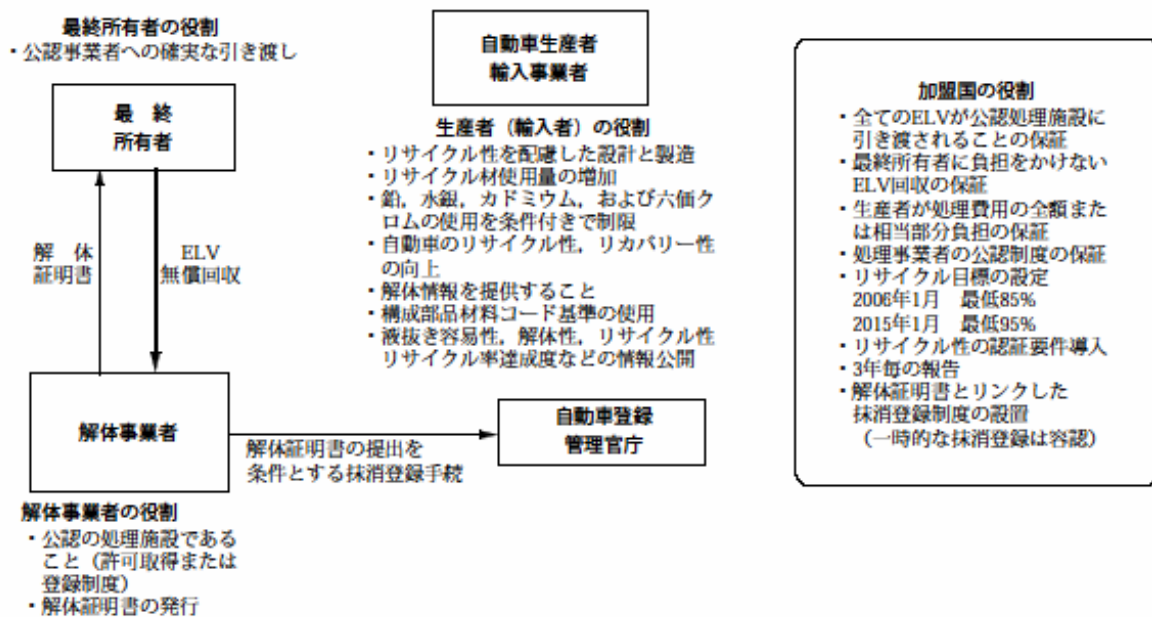 最終所有者の役割
・公認事業者への確実な引き渡し
最 終
所有者
解 体
証明書
ELV
無償回収
解体事業者
解体事業者の役割
・公認の処理施設である
こと（許可取得または
登録制度）
・解体証明書の発行
自動車生産者
輸入事業者
生産者（輸入者）の役割
・リサイクル性を配慮した設計と製造
・リサイクル材使用量の増加
・鉛，水銀，カドミウム，および六価ク
ロムの使用を条件付きで制限
・自動車のリサイクル性，リカバリー性
の向上
・解体情報を提供すること
・構成部品材料コード基準の使用
・液抜き容易性，解体性，リサイクル性
リサイクル率達成度などの情報公開
解体証明書の提出を
条件とする抹消登録手続
自動車登録
管理官庁
加盟国の役割
・全てのELVが公認処理施設に
引き渡されることの保証
・最終所有者に負担をかけない
ELV回収の保証
・生産者が処理費用の全額また
は相当部分負担の保証
・処理事業者の公認制度の保証
・リサイクル目標の設定
2006年1月 最低85%
2015年1月 最低95%
・リサイクル性の認証要件導入
・3年毎の報告
・解体証明書とリンクした
抹消登録制度の設置
（一時的な抹消登録は容認）